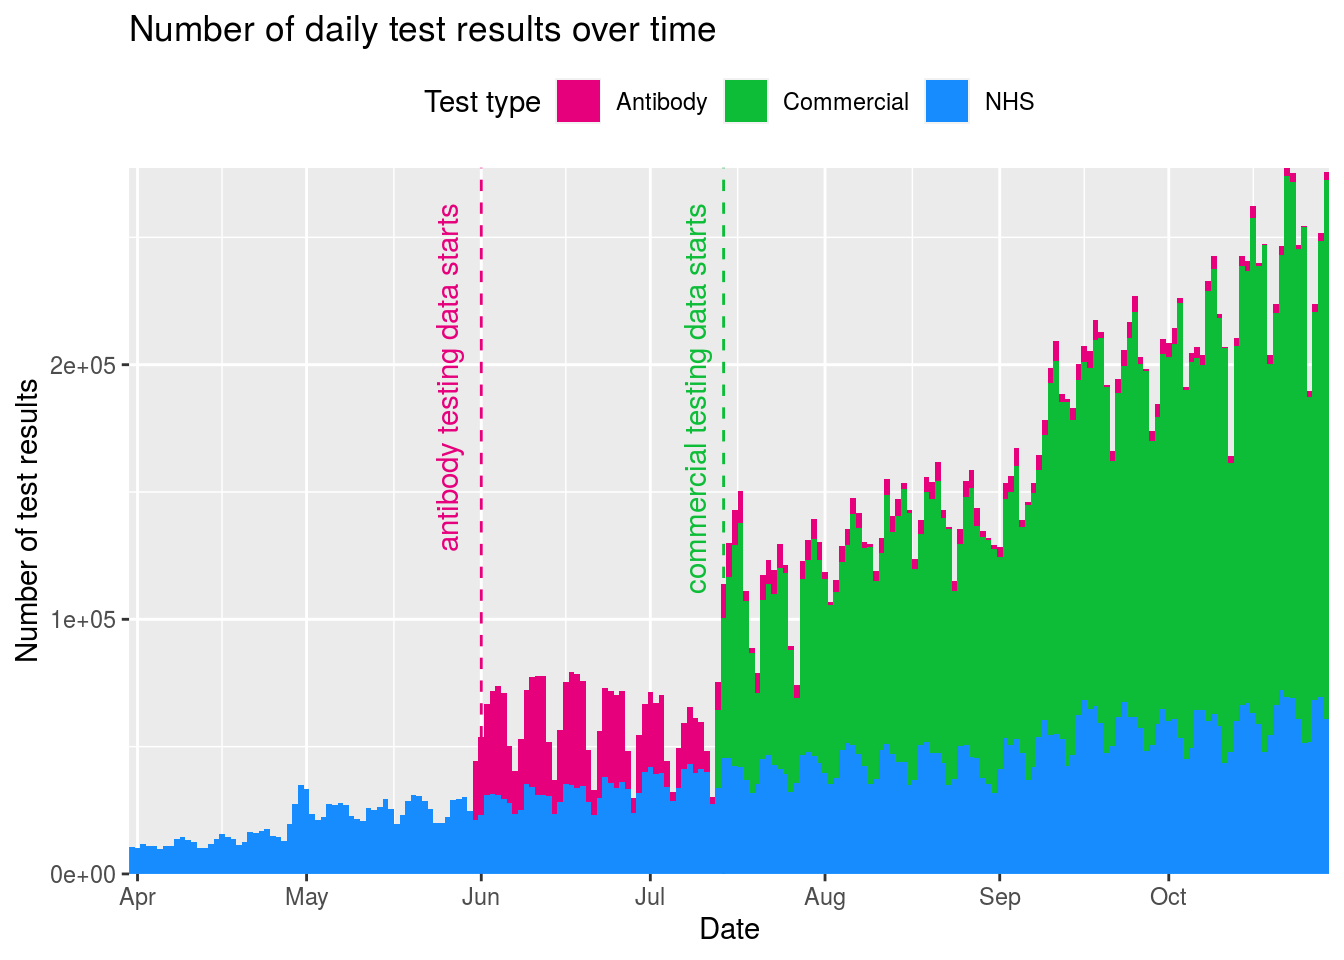 Number of daily test results over time
Test type Antibody Commercial NHS
antibody testing data starts
commercial testing data starts
Number of test results
2e+05
1e+05
0e+00
Apr May Jun Jul Aug Sep Oct
Date